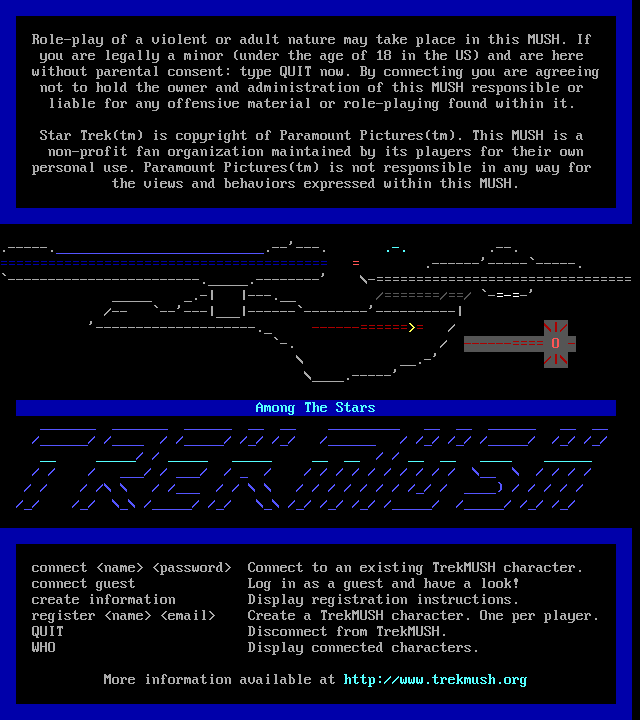 Role-play of a violent or adult nature may take place in this MUSH. If
you are legally a minor (under the age of 18 in the US) and are here
without parental consent: type QUIT now. By connecting you are agreeing
not to hold the owner and administration of this MUSH responsible or
liable for any offensive material or role-playing found within it.
Star Trek(tm) is copyright of Paramount Pictures(tm). This MUSH is a
non-profit fan organization maintained by its players for their own
personal use. Paramount Pictures(tm) is not responsible in any way for
the views and behaviors expressed within this MUSH.
Among The Stars
TREKMUSH
connect <name> <password> Connect to an existing TrekMUSH character.
connect guest Log in as a guest and have a look!
create information Display registration instructions.
register <name> <email> Create a TrekMUSH character. One per player.
QUIT Disconnect from TrekMUSH.
WHO Display connected characters.
More information available at http://www.trekmush.org